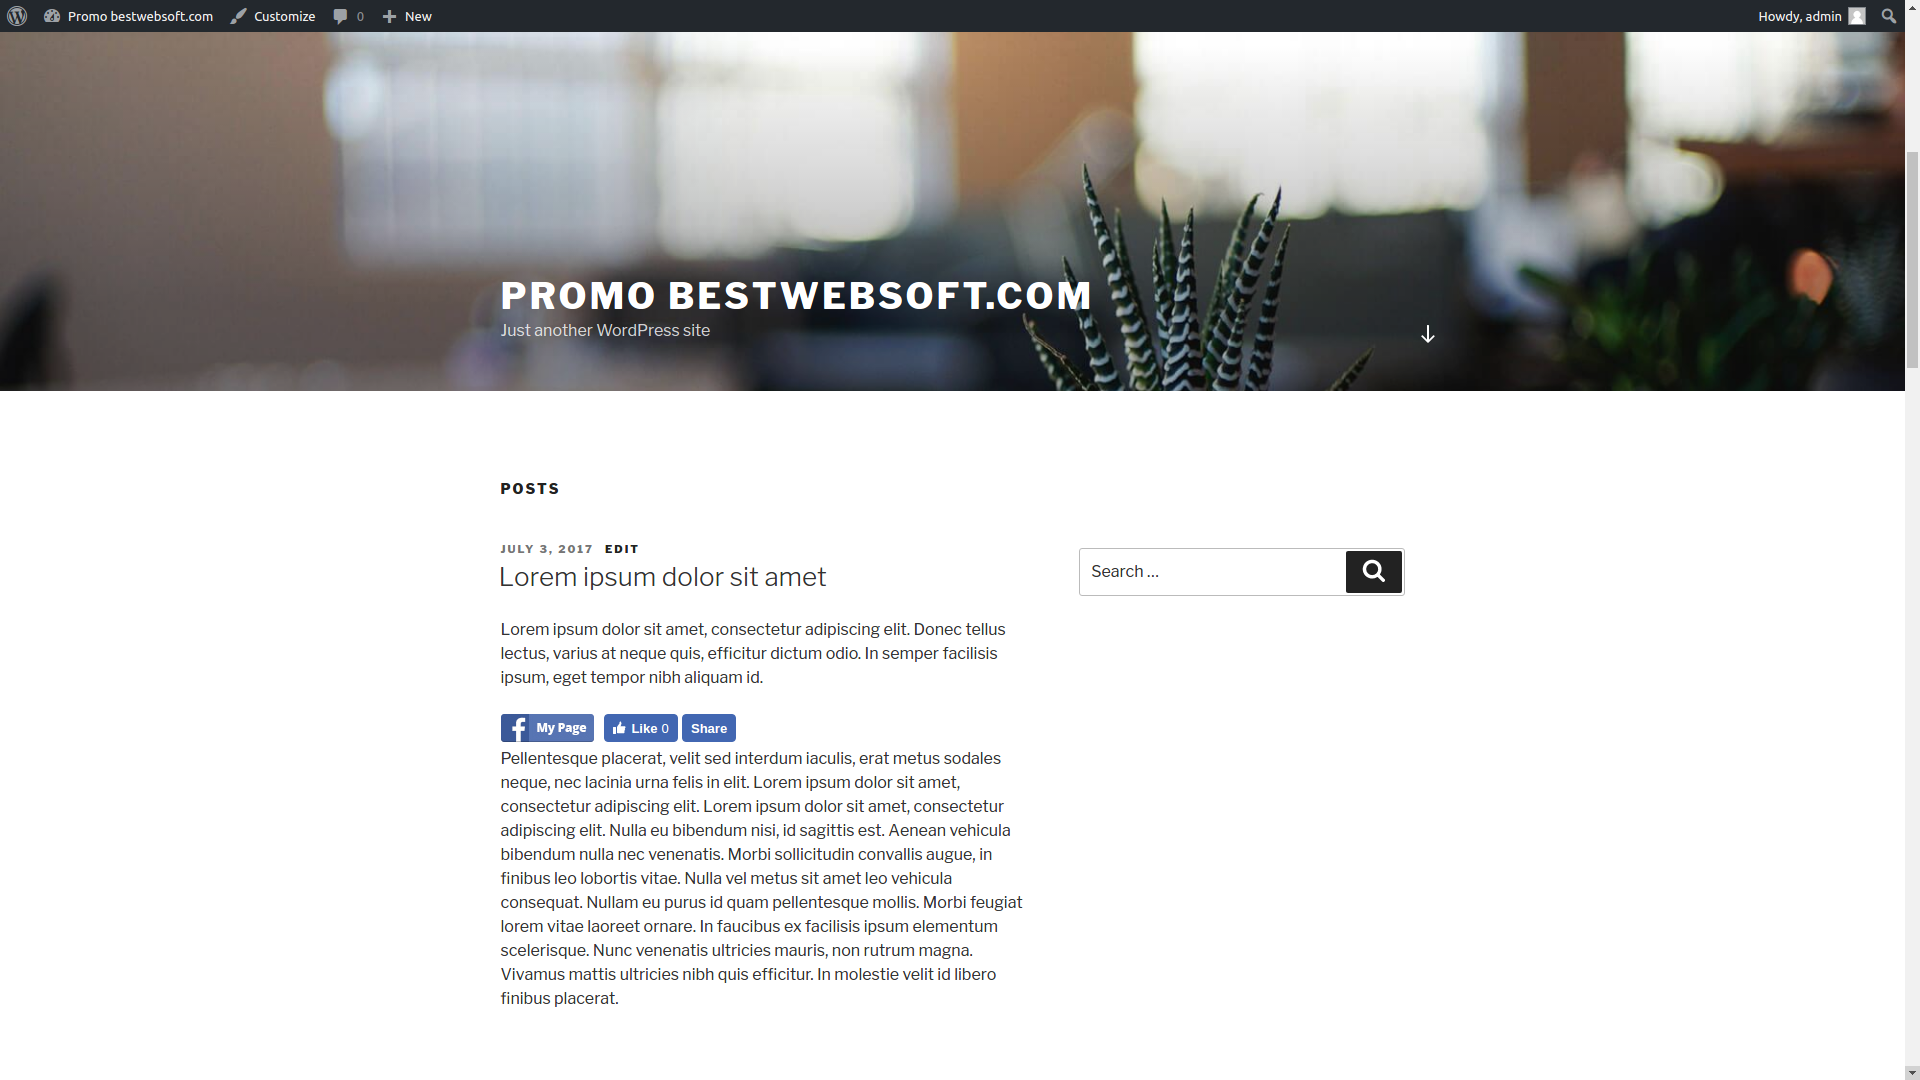 Promo bestwebsoft.com Customize 0 New Howdy, admin
PROMO BESTWEBSOFT.COM
Just another WordPress site
POSTS
JULY 3, 2017 EDIT
Lorem ipsum dolor sit amet
Search …
Lorem ipsum dolor sit amet, consectetur adipiscing elit. Donec tellus
lectus, varius at neque quis, efficitur dictum odio. In semper facilisis
ipsum, eget tempor nibh aliquam id.
My Page Like 0 Share
Pellentesque placerat, velit sed interdum iaculis, erat metus sodales
neque, nec lacinia urna felis in elit. Lorem ipsum dolor sit amet,
consectetur adipiscing elit. Lorem ipsum dolor sit amet, consectetur
adipiscing elit. Nulla eu bibendum nisi, id sagittis est. Aenean vehicula
bibendum nulla nec venenatis. Morbi sollicitudin convallis augue, in
finibus leo lobortis vitae. Nulla vel metus sit amet leo vehicula
consequat. Nullam eu purus id quam pellentesque mollis. Morbi feugiat
lorem vitae laoreet ornare. In faucibus ex facilisis ipsum elementum
scelerisque. Nunc venenatis ultricies mauris, non rutrum magna.
Vivamus mattis ultricies nibh quis efficitur. In molestie velit id libero
finibus placerat.